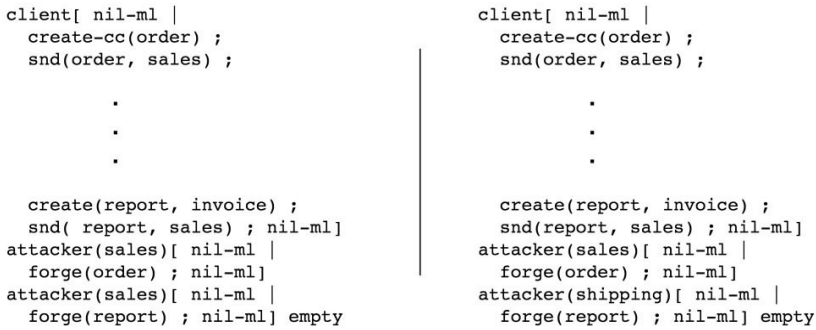 client[ nil-ml |
create-cc(order) ;
snd(order, sales) ;
.
.
.
create(report, invoice) ;
snd( report, sales) ; nil-ml]
attacker(sales)[ nil-ml |
forge(order) ; nil-ml]
attacker(sales)[ nil-ml |
forge(report) ; nil-ml] empty
client[ nil-ml |
create-cc(order) ;
snd(order, sales) ;
.
.
.
create(report, invoice) ;
snd(report, sales) ; nil-ml]
attacker(sales)[ nil-ml |
forge(order) ; nil-ml]
attacker(shipping)[ nil-ml |
forge(report) ; nil-ml] empty